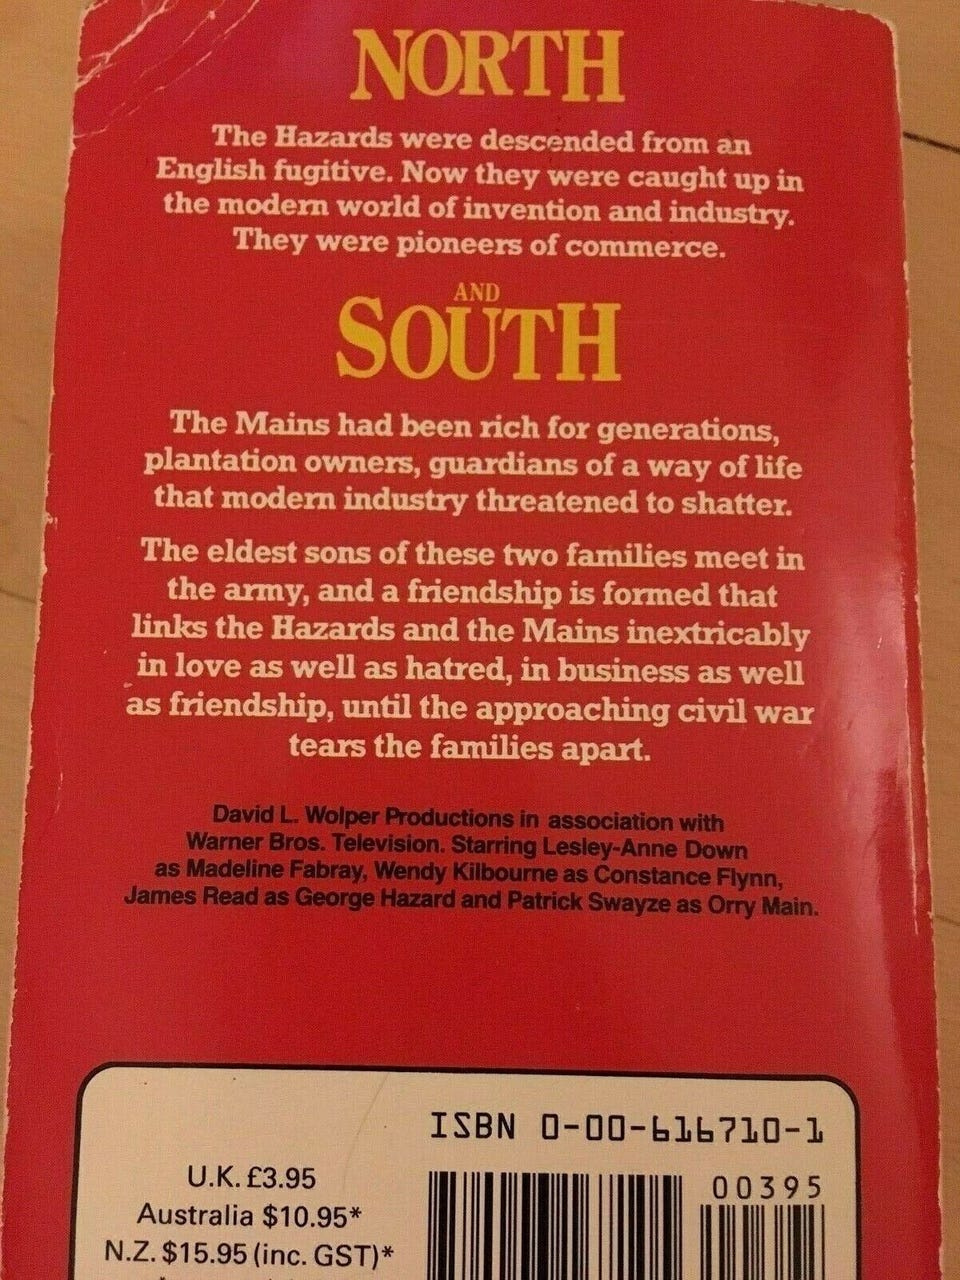 NORTH
The Hazards were descended from an
English fugitive. Now they were caught up in
the modern world of invention and industry.
They were pioneers of commerce.
AND
SOUTH
The Mains had been rich for generations,
plantation owners, guardians of a way of life
that modern industry threatened to shatter.
The eldest sons of these two families meet in
the army, and a friendship is formed that
links the Hazards and the Mains inextricably
in love as well as hatred, in business as well
as friendship, until the approaching civil war
tears the families apart.
David L. Wolper Productions in association with
Warner Bros. Television. Starring Lesley-Anne Down
as Madeline Fabray, Wendy Kilbourne as Constance Flynn,
James Read as George Hazard and Patrick Swayze as Orry Main.
ISBN 0-00-616710-1
U.K. £3.95
00395
Australia $10.95*
N.Z. $15.95 (inc. GST)*